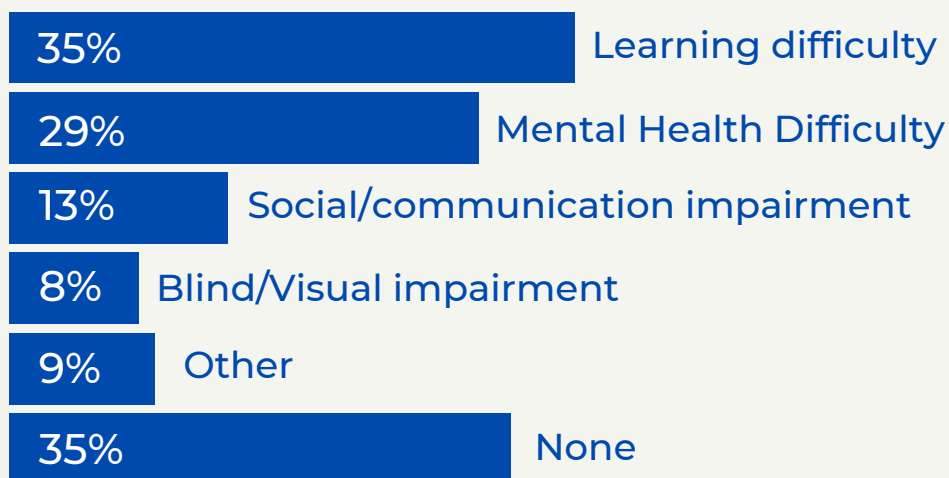 35% Learning difficulty
29% Mental Health Difficulty
13% Social/communication impairment
8% Blind/Visual impairment
9% Other
35% None